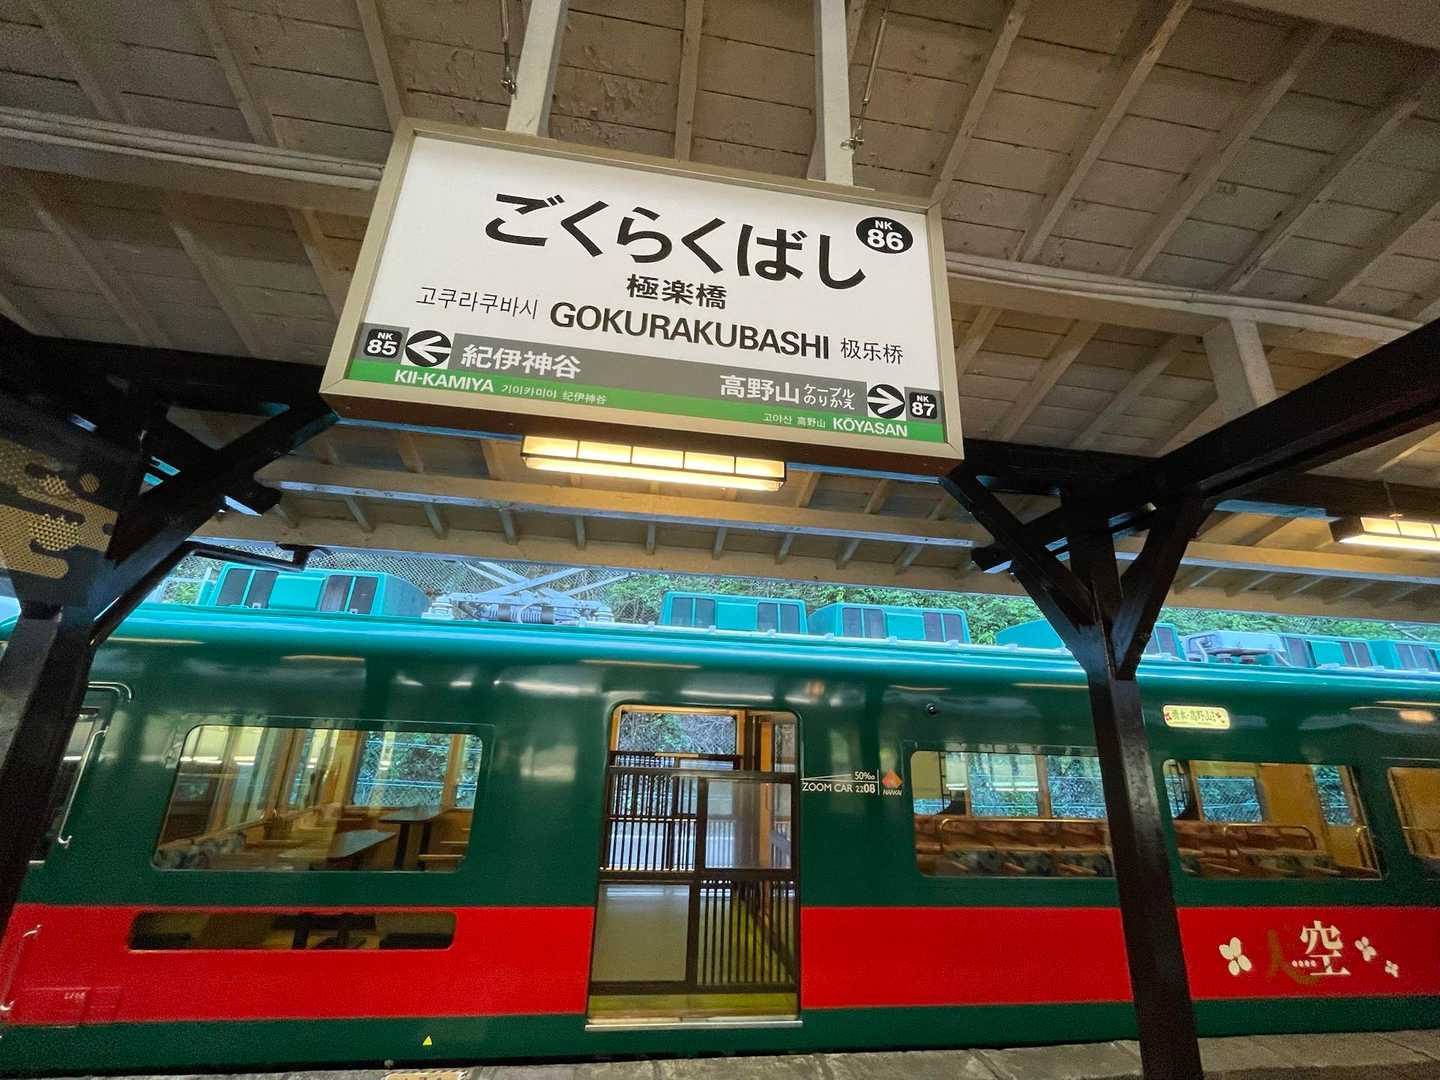 ごくらくばし
NK
86
極楽橋
고쿠라쿠바시 GOKURAKUBASHI 极乐桥
NK
85
紀伊神谷
KII-KAMIYA 기이카미야 纪伊神谷
高野山 ケーブル
のりかえ
NK
87
고야산 高野山 KŌYASAN
50‰
ZOOM CAR 2208
NANKAI
天空